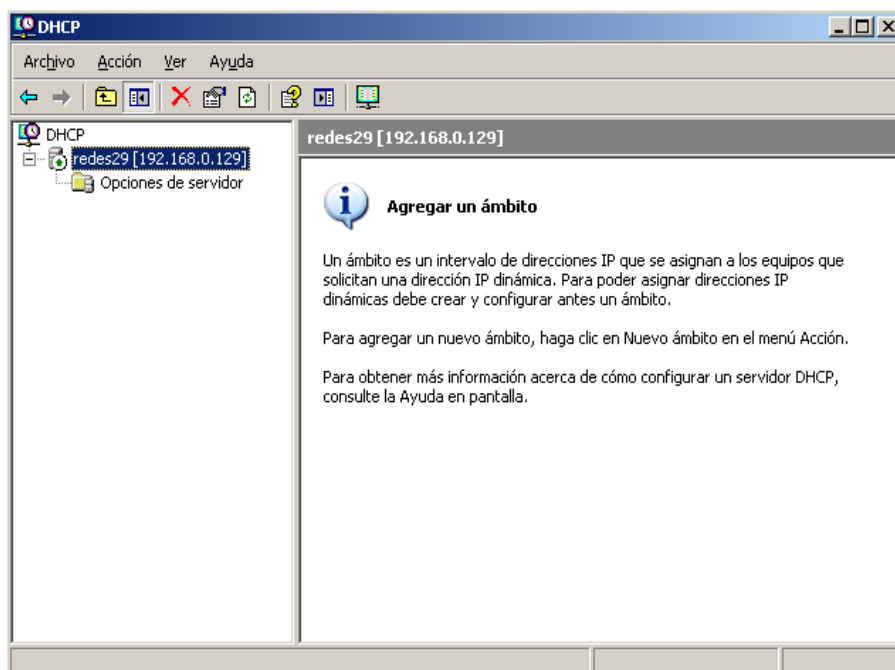 DHCP
Archivo Acción Ver Ayuda
DHCP
redes29 [192.168.0.129]
Opciones de servidor
redes29 [192.168.0.129]
Agregar un ámbito
Un ámbito es un intervalo de direcciones IP que se asignan a los equipos que
solicitan una dirección IP dinámica. Para poder asignar direcciones IP
dinámicas debe crear y configurar antes un ámbito.
Para agregar un nuevo ámbito, haga clic en Nuevo ámbito en el menú Acción.
Para obtener más información acerca de cómo configurar un servidor DHCP,
consulte la Ayuda en pantalla.